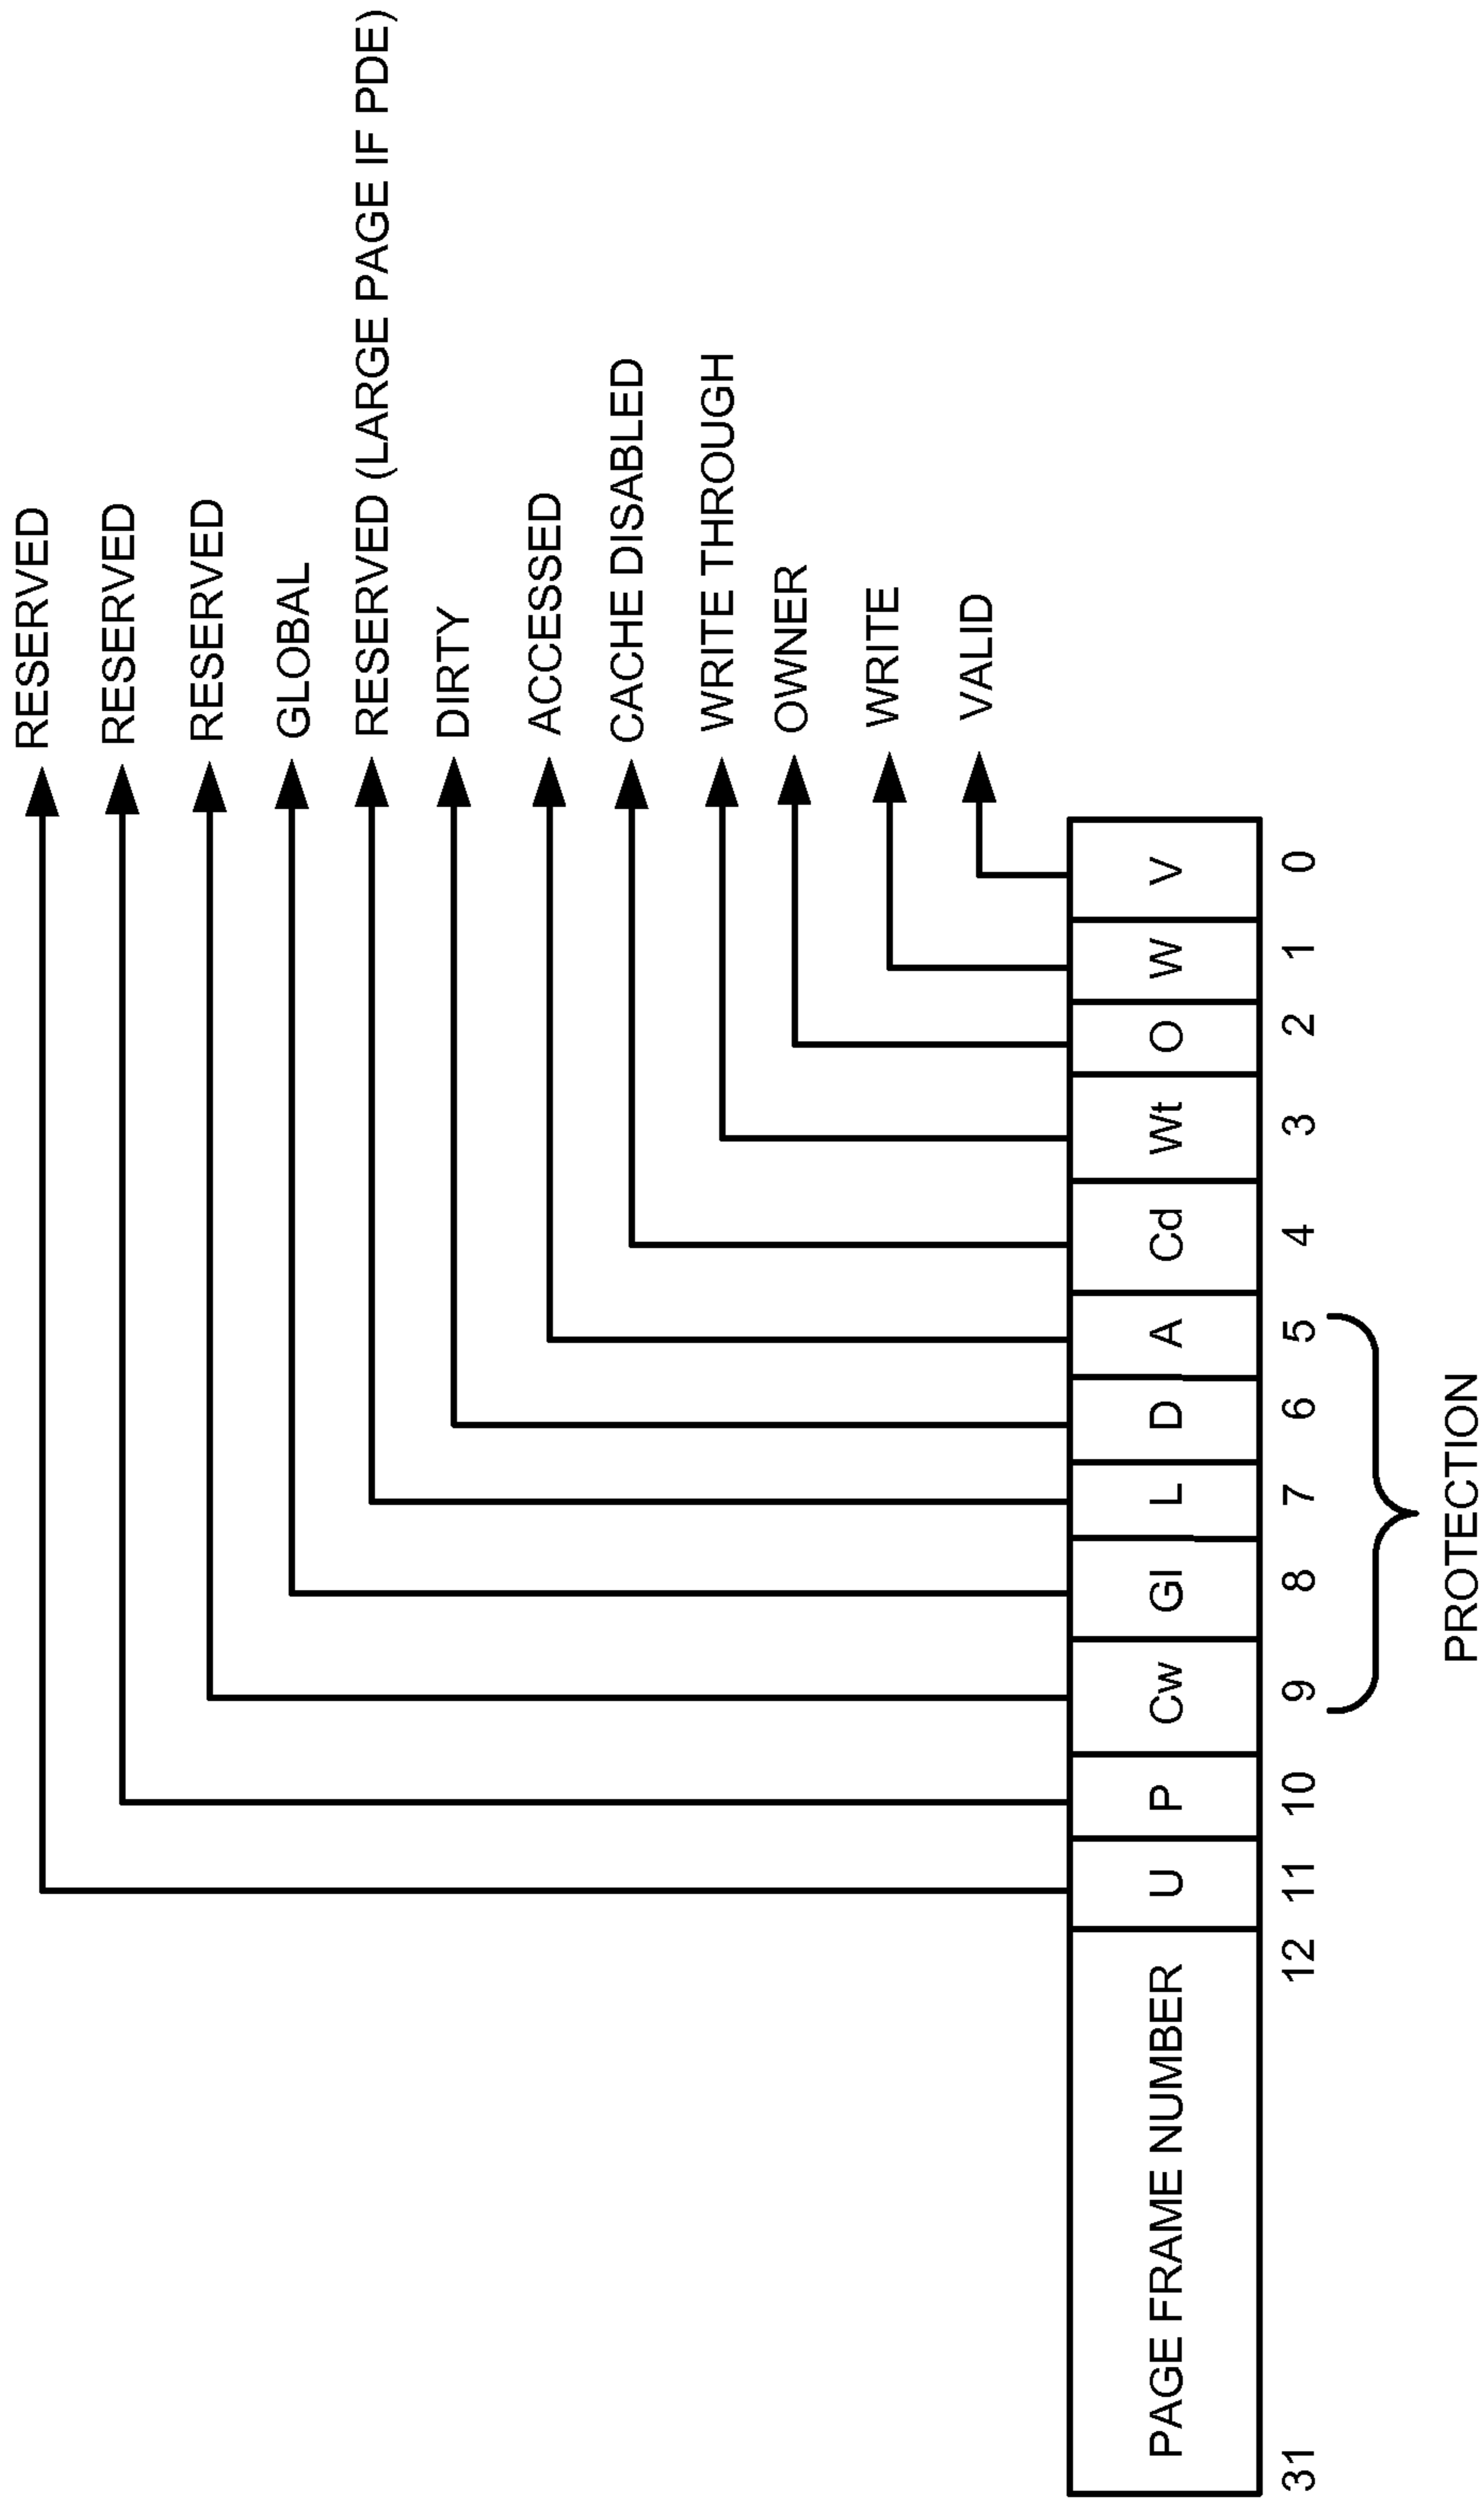 RESERVED
RESERVED
RESERVED
GLOBAL
RESERVED (LARGE PAGE IF PDE)
DIRTY
ACCESSED
CACHE DISABLED
WRITE THROUGH
OWNER
WRITE
VALID
PAGE FRAME NUMBER U P Cw Gl L D A Cd Wt O W V
31 12 11 10 9 8 7 6 5 4 3 2 1 0
PROTECTION